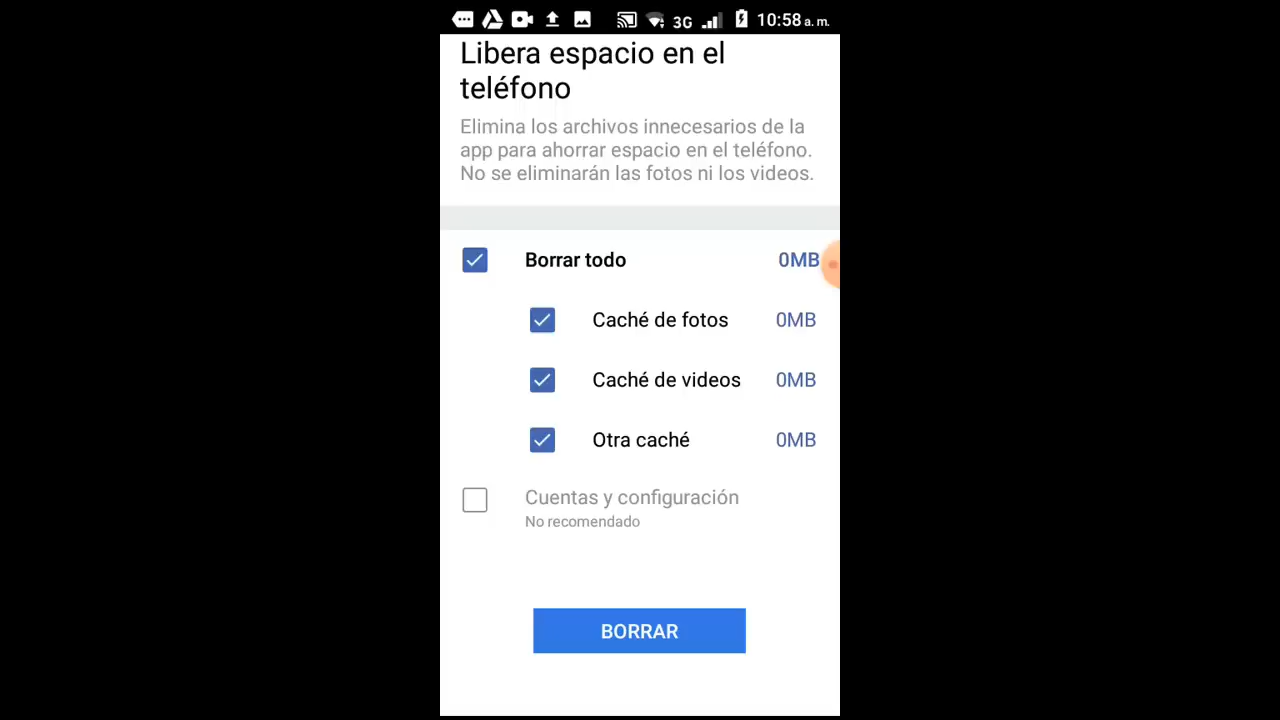 3G 10:58 a. m.
Libera espacio en el
teléfono
Elimina los archivos innecesarios de la
app para ahorrar espacio en el teléfono.
No se eliminarán las fotos ni los videos.
Borrar todo 0MB
Caché de fotos 0MB
Caché de videos 0MB
Otra caché 0MB
Cuentas y configuración
No recomendado
BORRAR